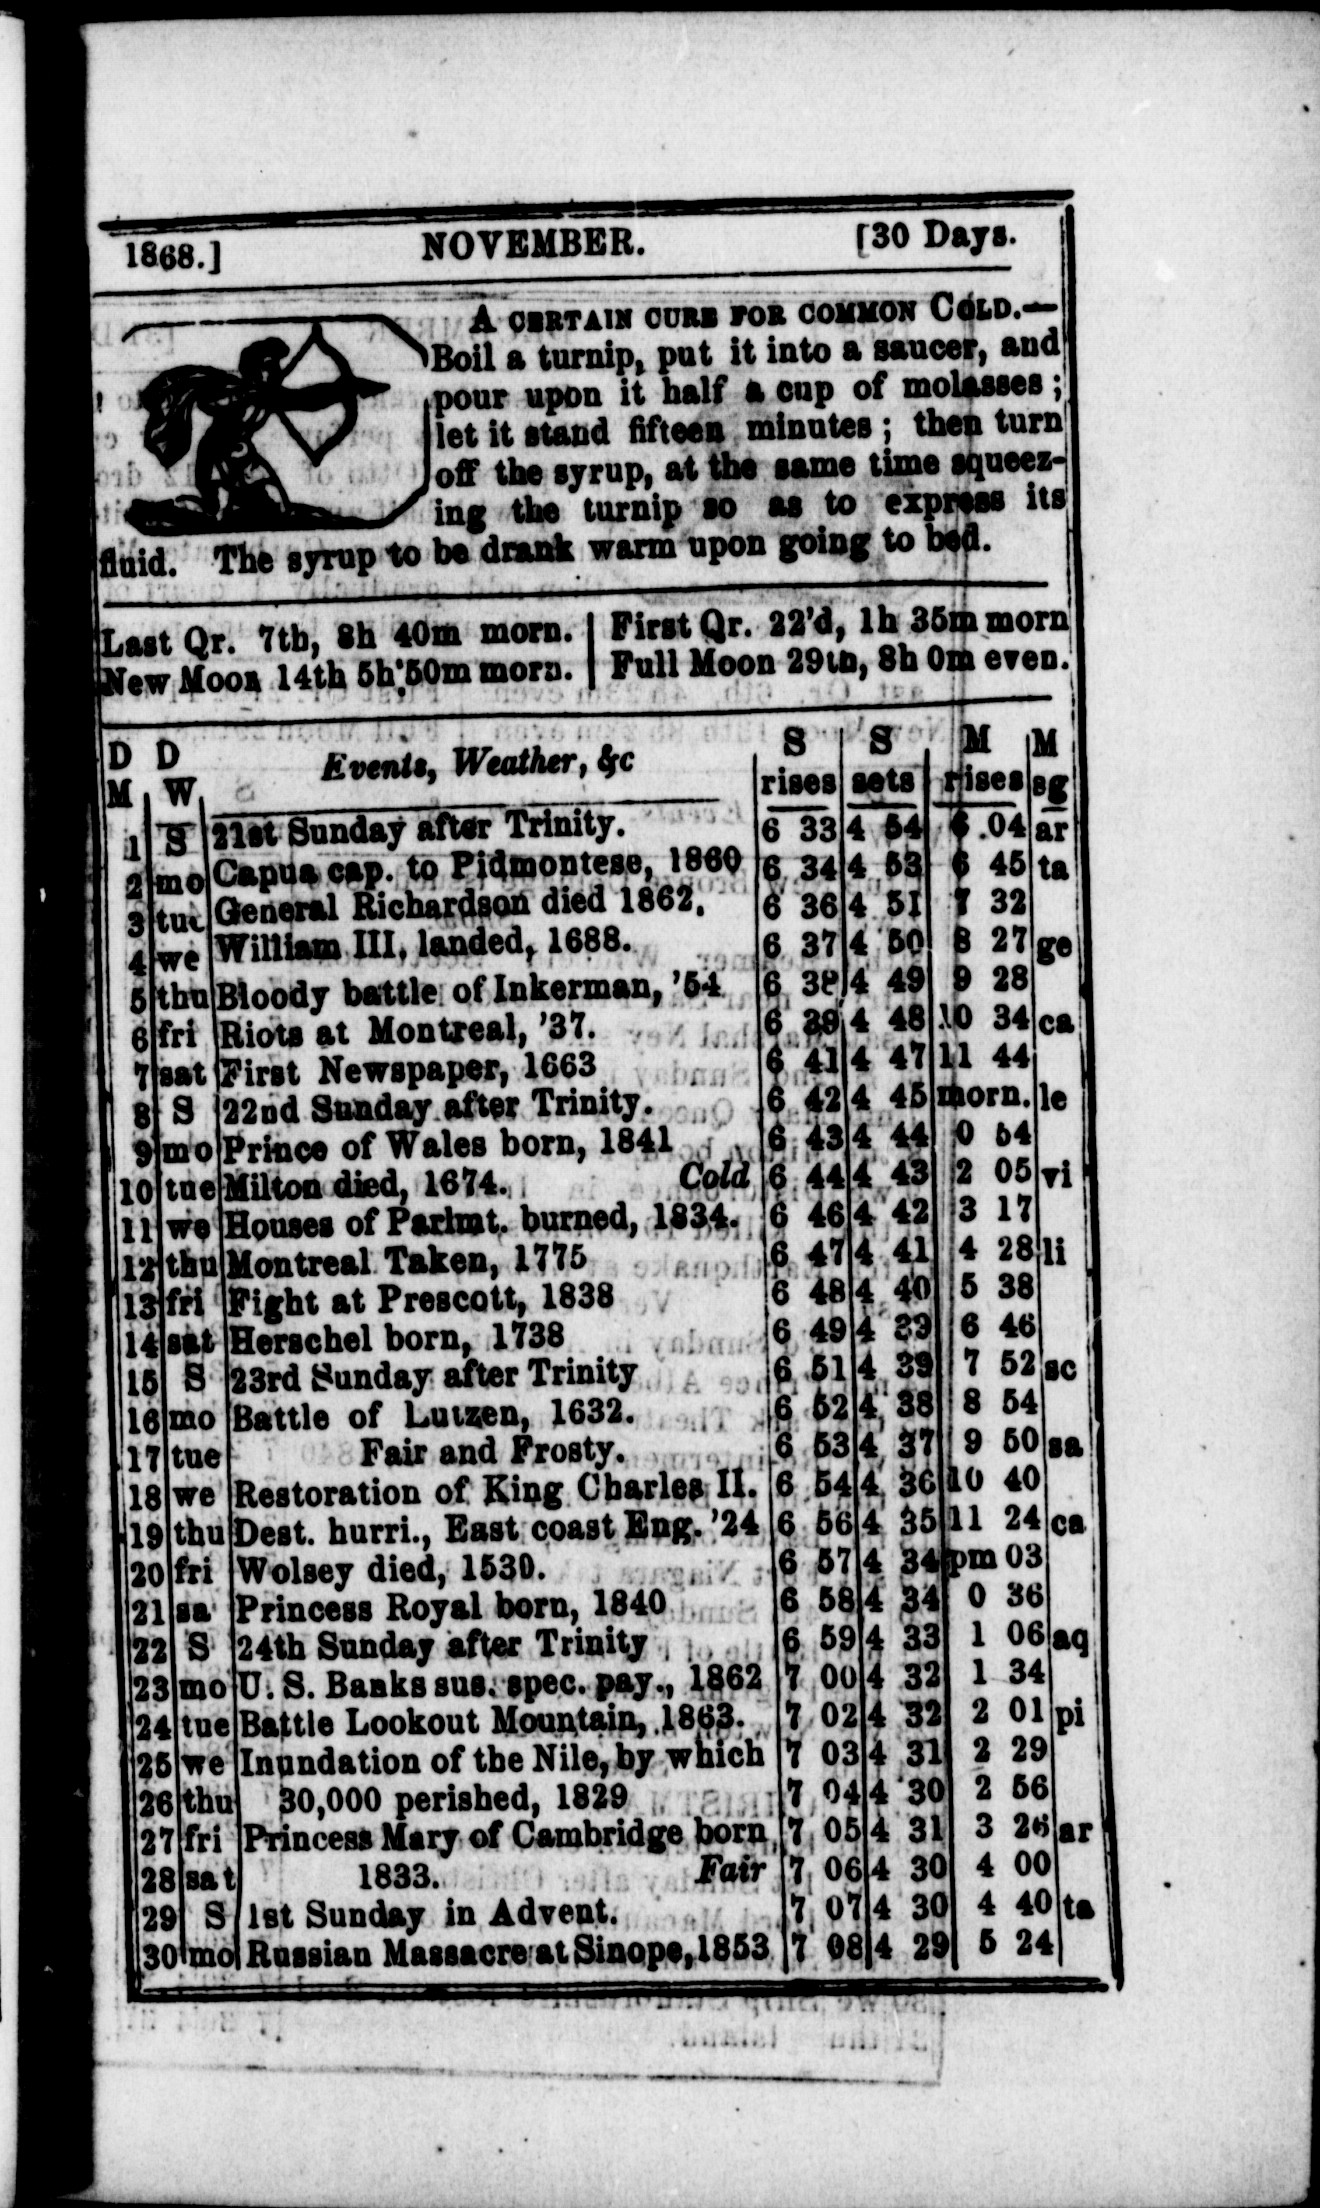 1868.] NOVEMBER. [30 Days.
A CERTAIN CURE FOR COMMON COLD.—
Boil a turnip, put it into a saucer, and
pour upon it half a cup of molasses ;
let it stand fifteen minutes ; then turn
off the syrup, at the same time squeez-
ing the turnip so as to express its
fluid. The syrup to be drank warm upon going to bed.
Last Qr. 7th, 8h 40m morn. | First Qr. 22'd, 1h 35m morn
New Moon 14th 5h 50m morn. | Full Moon 29th, 8h 0m even.
D D Events, Weather, &c S S M M
M W rises sets rises sg
1 S 21st Sunday after Trinity. 6 33 4 54 6 .04 ar
2 mo Capua cap. to Pidmontese, 1860 6 34 4 53 6 45 ta
3 tue General Richardson died 1862. 6 36 4 51 7 32
4 we William III, landed, 1688. 6 37 4 50 8 27 ge
5 thu Bloody battle of Inkerman, '54 6 38 4 49 9 28
6 fri Riots at Montreal, '37. 6 39 4 48 10 34 ca
7 sat First Newspaper, 1663 6 41 4 47 11 44
8 S 22nd Sunday after Trinity. 6 42 4 45 morn. le
9 mo Prince of Wales born, 1841 6 43 4 44 0 54
10 tue Milton died, 1674. Cold 6 44 4 43 2 05 vi
11 we Houses of Parlmt. burned, 1834. 6 46 4 42 3 17
12 thu Montreal Taken, 1775 6 47 4 41 4 28 li
13 fri Fight at Prescott, 1838 6 48 4 40 5 38
14 sat Herschel born, 1738 6 49 4 39 6 46
15 S 23rd Sunday after Trinity 6 51 4 39 7 52 sc
16 mo Battle of Lutzen, 1632. 6 52 4 38 8 54
17 tue Fair and Frosty. 6 53 4 37 9 50 sa
18 we Restoration of King Charles II. 6 54 4 36 10 40
19 thu Dest. hurri., East coast Eng. '24 6 56 4 35 11 24 ca
20 fri Wolsey died, 1530. 6 57 4 34 pm 03
21 sa Princess Royal born, 1840 6 58 4 34 0 36
22 S 24th Sunday after Trinity 6 59 4 33 1 06 aq
23 mo U. S. Banks sus. spec. pay., 1862 7 00 4 32 1 34
24 tue Battle Lookout Mountain, 1863. 7 02 4 32 2 01 pi
25 we Inundation of the Nile, by which 7 03 4 31 2 29
26 thu 30,000 perished, 1829 7 04 4 30 2 56
27 fri Princess Mary of Cambridge born 7 05 4 31 3 26 ar
28 sat 1833. Fair 7 06 4 30 4 00
29 S 1st Sunday in Advent. 7 07 4 30 4 40 ta
30 mo Russian Massacre at Sinope, 1853 7 08 4 29 5 24